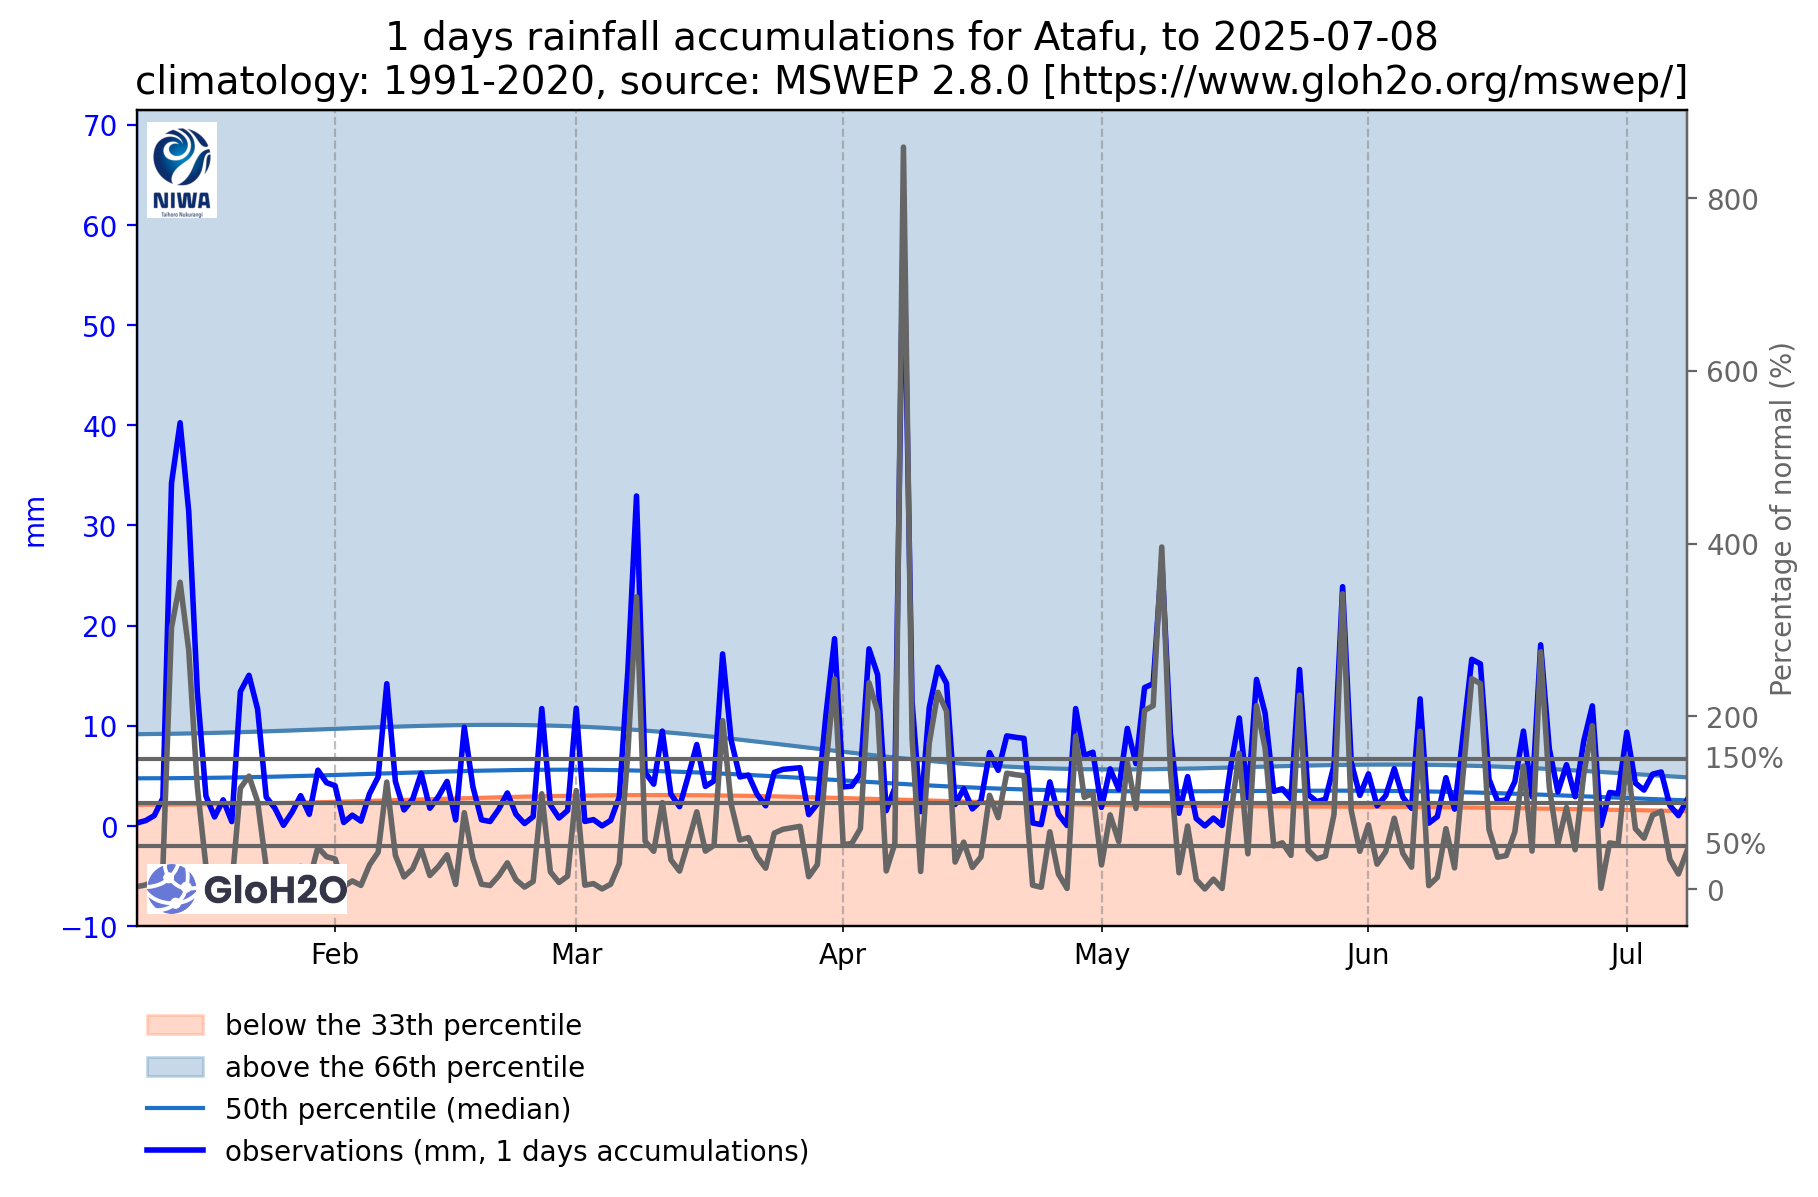 1 days rainfall accumulations for Atafu, to 2025-07-08
climatology: 1991-2020, source: MSWEP 2.8.0 [https://www.gloh2o.org/mswep/]
70
60
50
40
30
20
10
0
−10
mm
NIWA
Taihoro Nukurangi
GloH2O
800
600
400
200
150%
50%
0
Percentage of normal (%)
Feb
Mar
Apr
May
Jun
Jul
below the 33th percentile
above the 66th percentile
50th percentile (median)
observations (mm, 1 days accumulations)